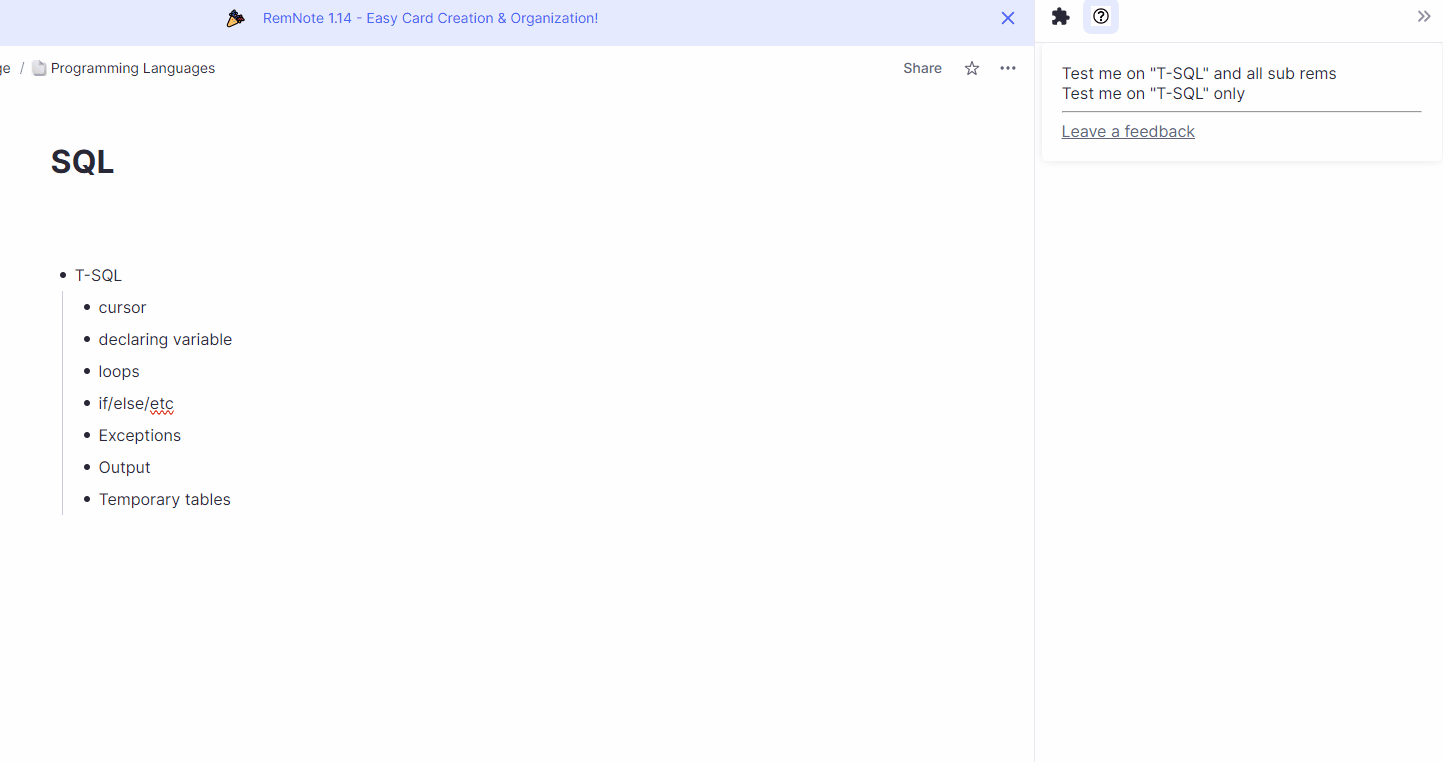 RemNote 1.14 - Easy Card Creation & Organization!
ge / Programming Languages
Share
SQL
T-SQL
cursor
declaring variable
loops
if/else/etc
Exceptions
Output
Temporary tables
Test me on "T-SQL" and all sub rems
Test me on "T-SQL" only
Leave a feedback